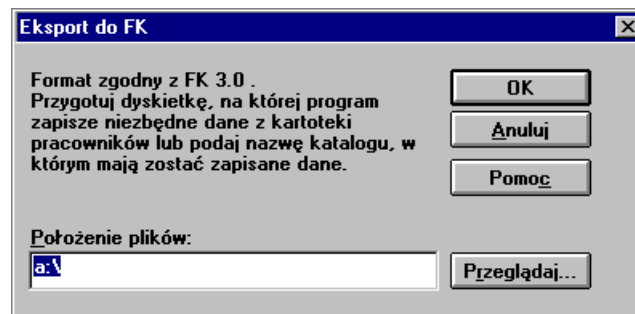 Eksport do FK
Format zgodny z FK 3.0 .
Przygotuj dyskietkę, na której program
zapisze niezbędne dane z kartoteki
pracowników lub podaj nazwę katalogu, w
którym mają zostać zapisane dane.
OK
Anuluj
Pomoc
Położenie plików:
a:\
Przeglądaj...